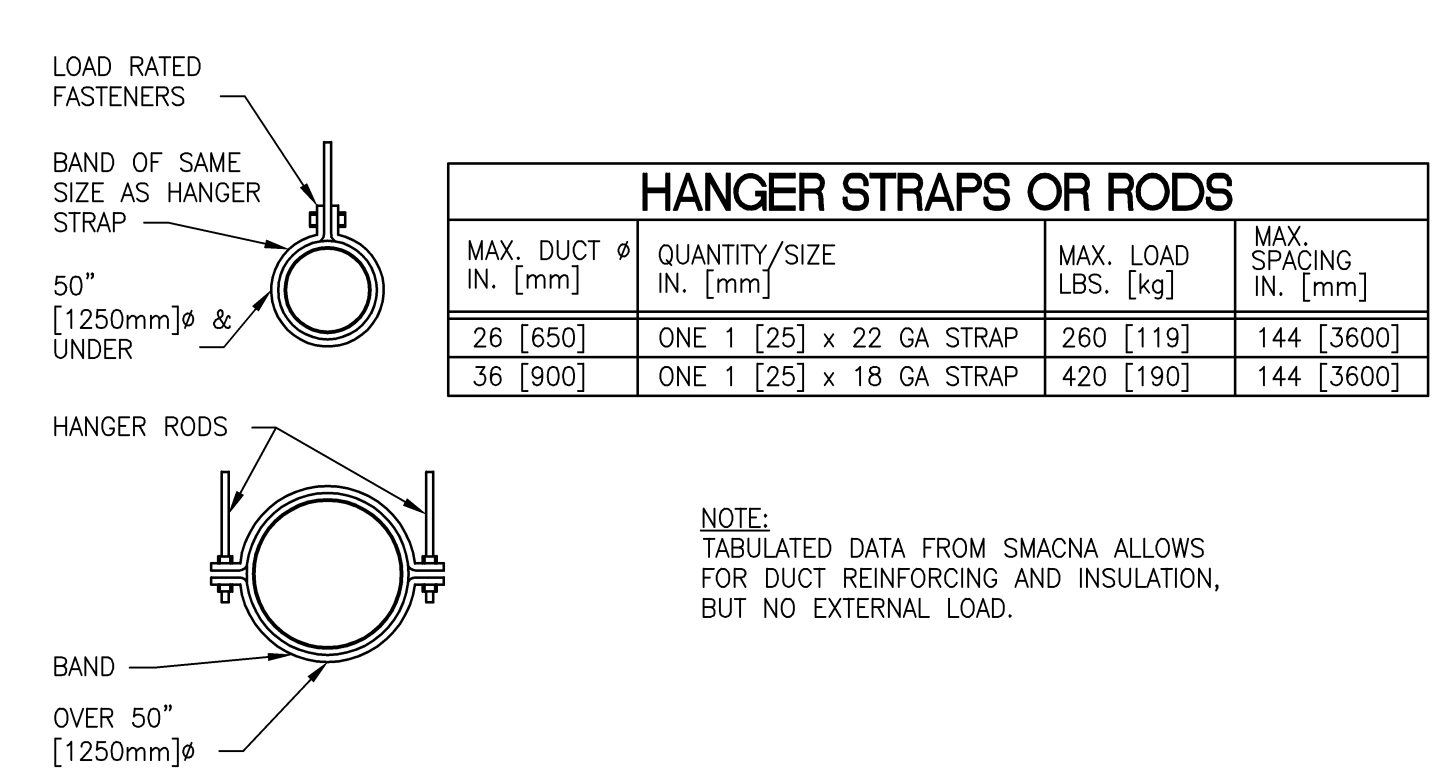 LOAD RATED
FASTENERS
BAND OF SAME
SIZE AS HANGER
STRAP
50"
[1250mm]ø &
UNDER
HANGER STRAPS OR RODS
MAX. DUCT ø
IN. [mm]
QUANTITY/SIZE
IN. [mm]
MAX. LOAD
LBS. [kg]
MAX.
SPACING
IN. [mm]
26 [650] ONE 1 [25] x 22 GA STRAP 260 [119] 144 [3600]
36 [900] ONE 1 [25] x 18 GA STRAP 420 [190] 144 [3600]
HANGER RODS
NOTE:
TABULATED DATA FROM SMACNA ALLOWS
FOR DUCT REINFORCING AND INSULATION,
BUT NO EXTERNAL LOAD.
BAND
OVER 50"
[1250mm]ø